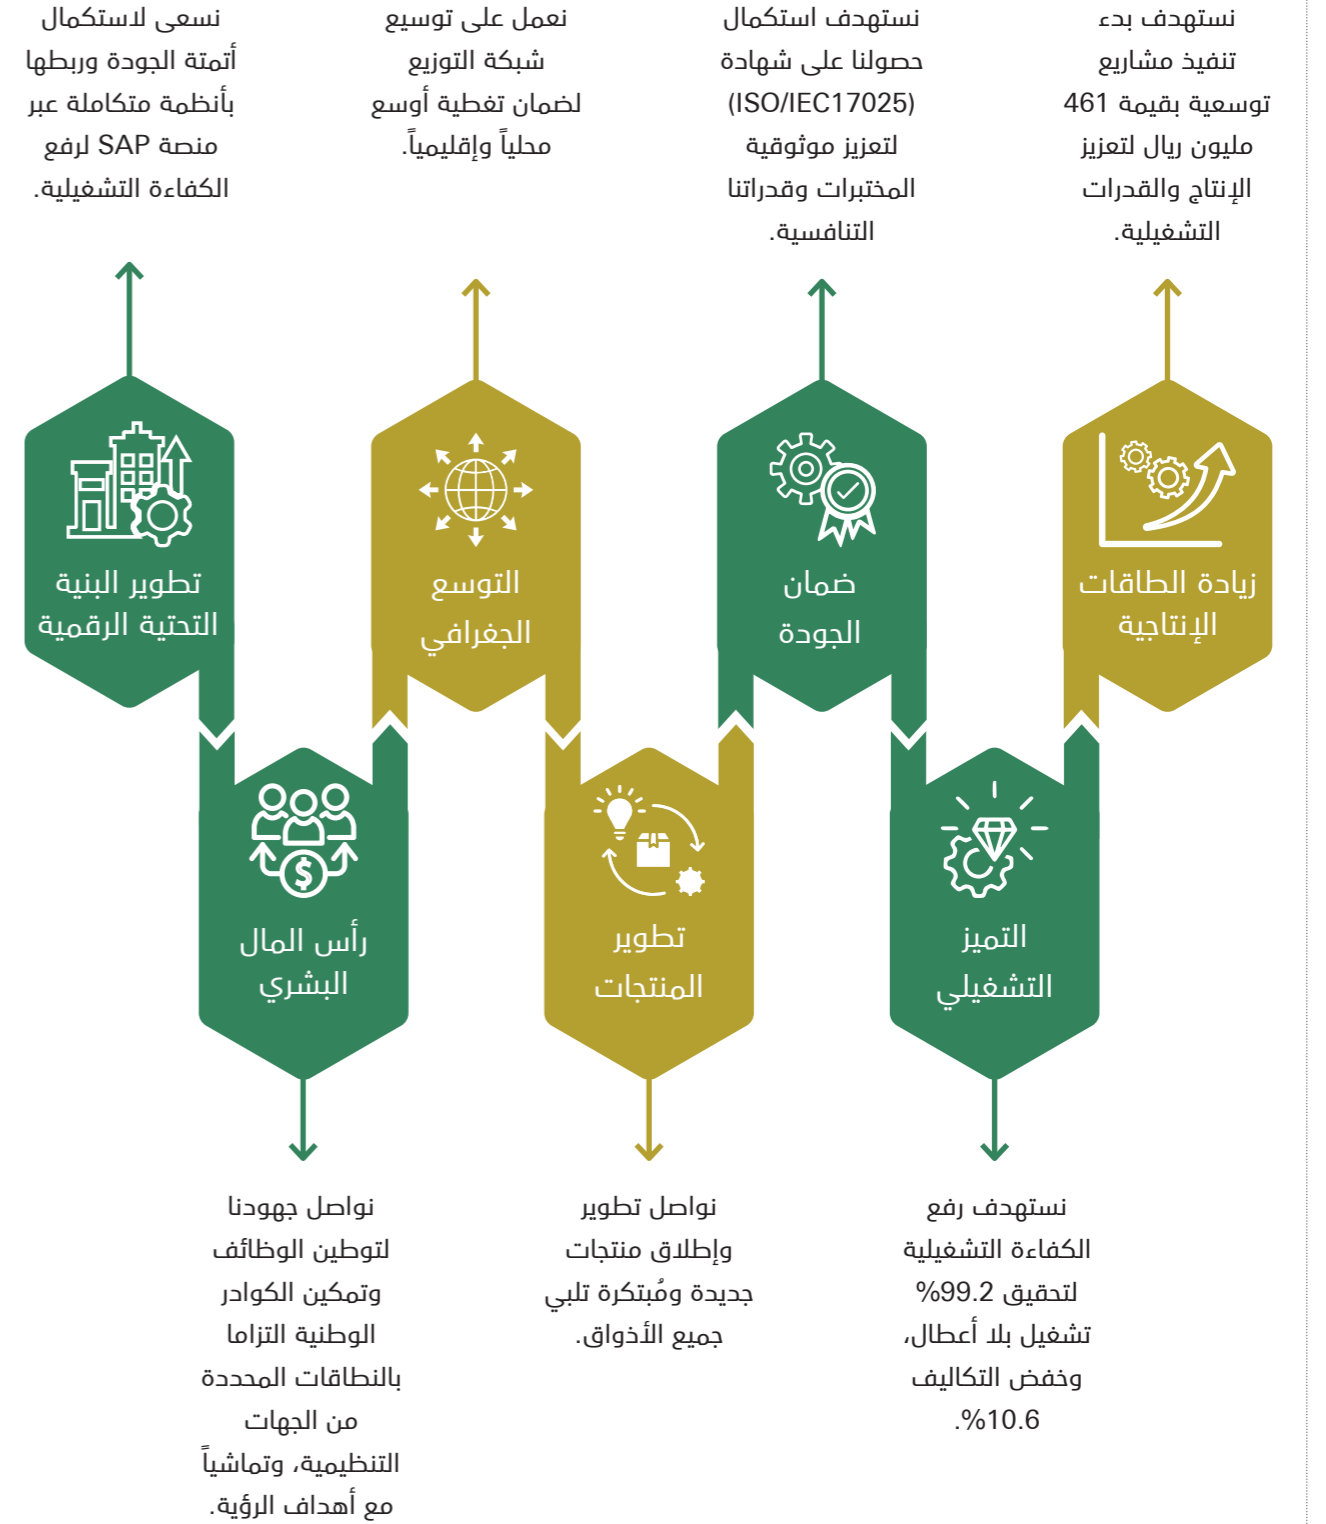 نستهدف بدء
تنفيذ مشاريع
توسعية بقيمة 461
مليون ريال لتعزيز
الإنتاج والقدرات
التشغيلية.
زيادة الطاقات
الإنتاجية
التميز
التشغيلي
نستهدف رفع
الكفاءة التشغيلية
لتحقيق 99.2%
تشغيل بلا أعطال،
وخفض التكاليف
10.6%.
نستهدف استكمال
حصولنا على شهادة
(ISO/IEC17025)
لتعزيز موثوقية
المختبرات وقدراتنا
التنافسية.
ضمان
الجودة
تطوير
المنتجات
نواصل تطوير
وإطلاق منتجات
جديدة ومُبتكرة تلبي
جميع الأذواق.
نعمل على توسيع
شبكة التوزيع
لضمان تغطية أوسع
محلياً وإقليمياً.
التوسع
الجغرافي
رأس المال
البشري
نواصل جهودنا
لتوطين الوظائف
وتمكين الكوادر
الوطنية التزاما
بالنطاقات المحددة
من الجهات
التنظيمية، وتماشياً
مع أهداف الرؤية.
نسعى لاستكمال
أتمتة الجودة وربطها
بأنظمة متكاملة عبر
منصة SAP لرفع
الكفاءة التشغيلية.
تطوير البنية
التحتية الرقمية